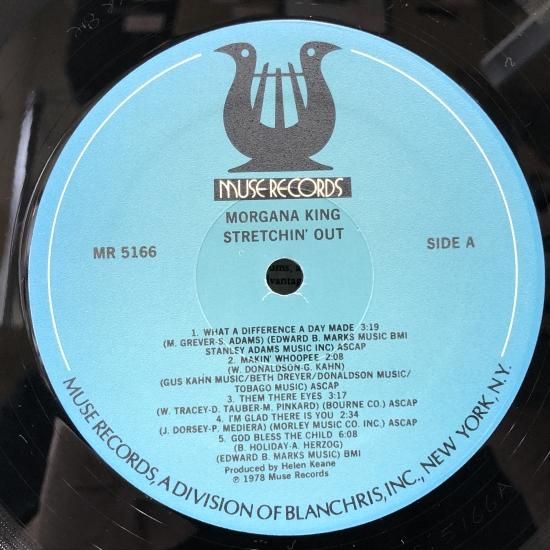 MUSE RECORDS
MORGANA KING
STRETCHIN' OUT
MR 5166
SIDE A
1. WHAT A DIFFERENCE A DAY MADE 3:19
(M. GREVER-S. ADAMS) (EDWARD B. MARKS MUSIC BMI
STANLEY ADAMS MUSIC INC) ASCAP
2. MAKIN' WHOOPEE 2:08
(W. DONALDSON-G. KAHN)
(GUS KAHN MUSIC/BETH DREYER/DONALDSON MUSIC/
TOBAGO MUSIC) ASCAP
3. THEM THERE EYES 3:17
(W. TRACEY-D. TAUBER-M. PINKARD) (BOURNE CO.) ASCAP
4. I'M GLAD THERE IS YOU 2:34
(J. DORSEY-P. MEDIERA) (MORLEY MUSIC CO. INC.) ASCAP
5. GOD BLESS THE CHILD 6:08
(B. HOLIDAY-A. HERZOG)
(EDWARD B. MARKS MUSIC) BMI
Produced by Helen Keane
℗ 1978 Muse Records
MUSE RECORDS, A DIVISION OF BLANCHRIS, INC., NEW YORK, N.Y.